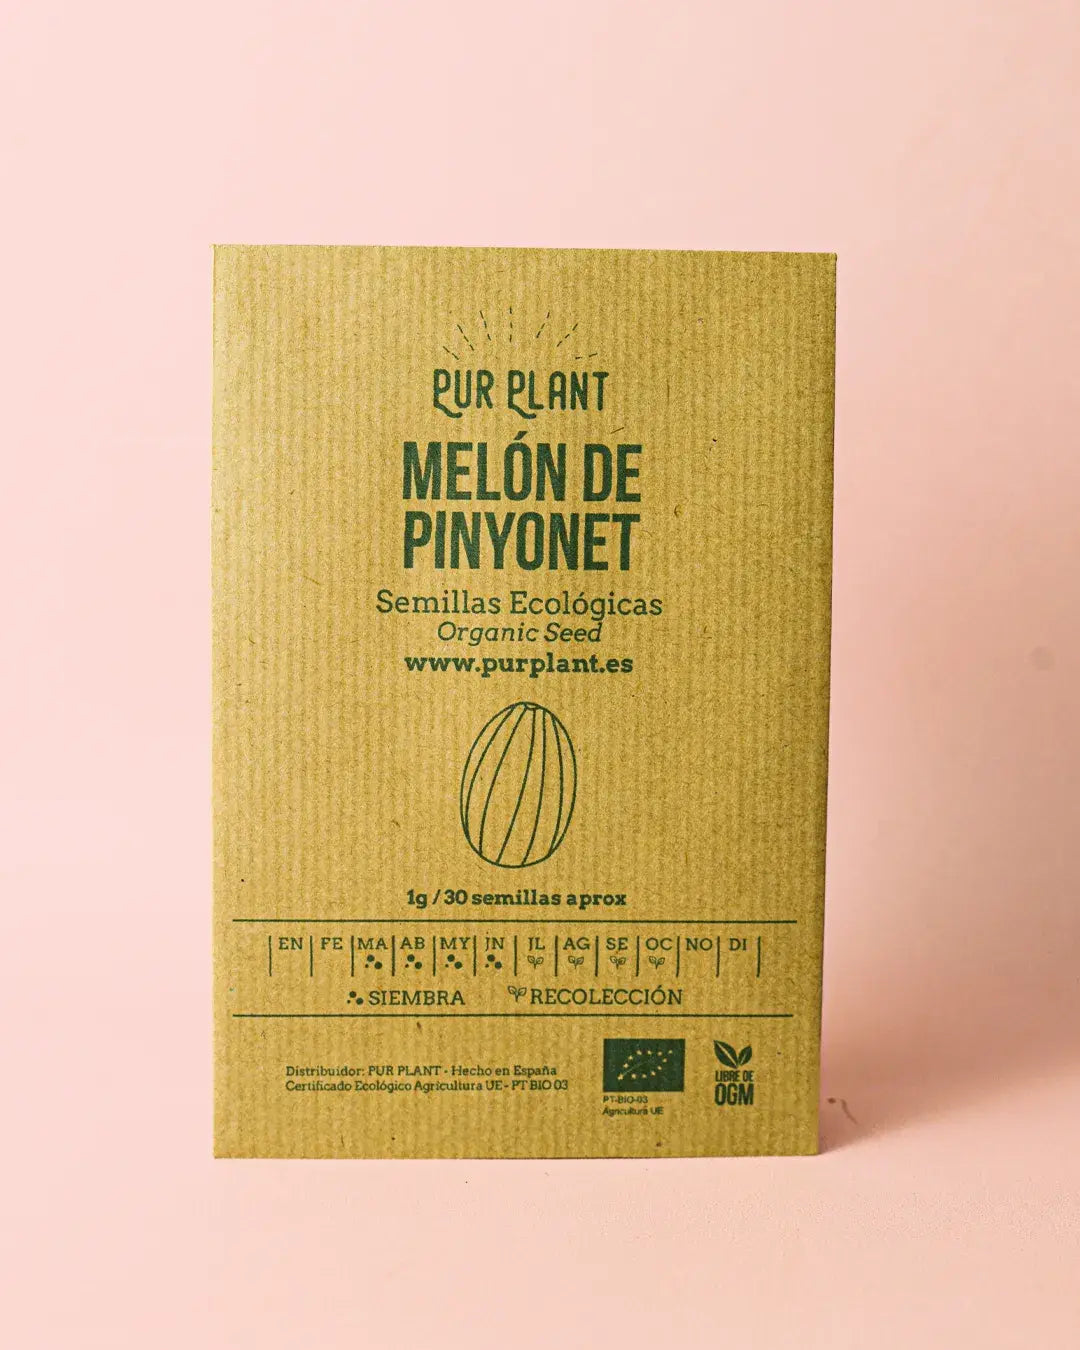 PUR PLANT
MELÓN DE
PINYONET
Semillas Ecológicas
Organic Seed
www.purplant.es
1g / 30 semillas aprox
EN FE MA AB MY JN JL AG SE OC NO DI
SIEMBRA RECOLECCIÓN
Distribuidor: PUR PLANT - Hecho en España
Certificado Ecológico Agricultura UE - PT BIO 03
PT-BIO-03
Agricultura UE
LIBRE DE
OGM